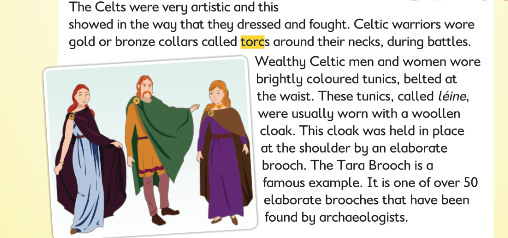 The Celts were very artistic and this
showed in the way that they dressed and fought. Celtic warriors wore
gold or bronze collars called torcs around their necks, during battles.
Wealthy Celtic men and women wore
brightly coloured tunics, belted at
the waist. These tunics, called léine,
were usually worn with a woollen
cloak. This cloak was held in place
at the shoulder by an elaborate
brooch. The Tara Brooch is a
famous example. It is one of over 50
elaborate brooches that have been
found by archaeologists.